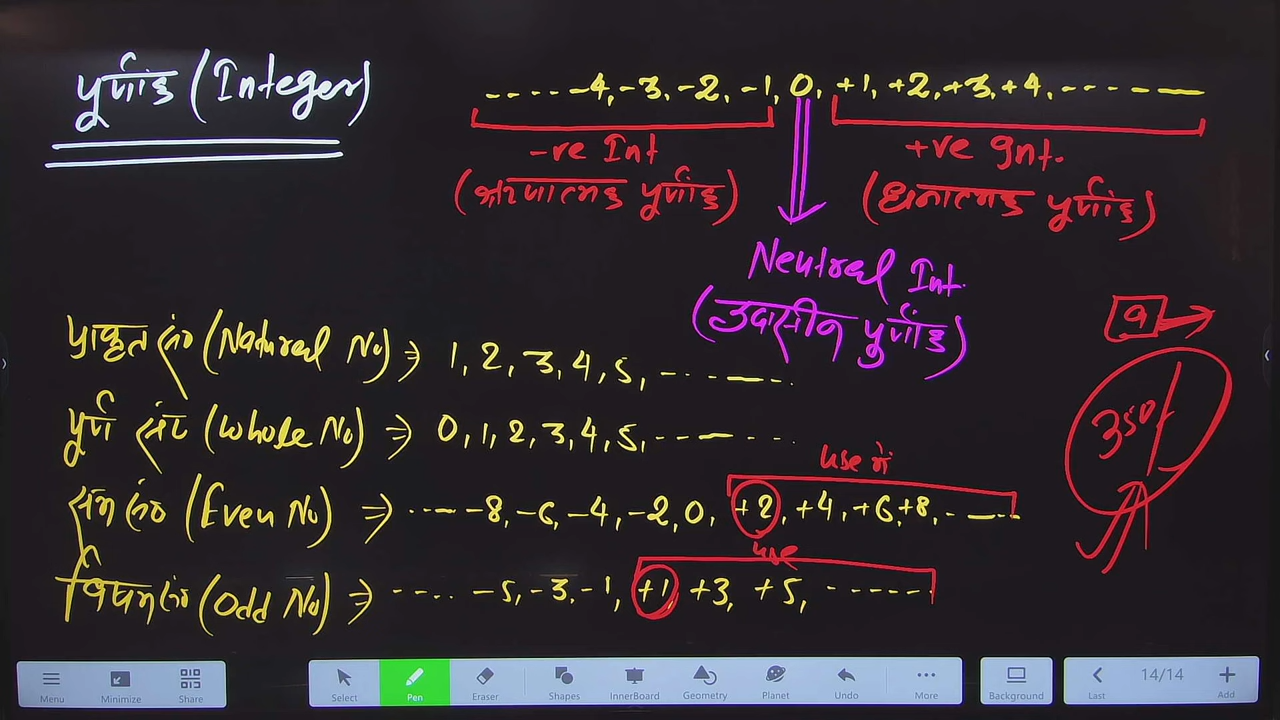 पूर्णांक (Integer)
----- -4, -3, -2, -1, 0, +1, +2, +3, +4, ------
-ve Int
+ve Int.
(ऋणात्मक पूर्णांक)
(धनात्मक पूर्णांक)
Neutral Int.
(उदासीन पूर्णांक)
9
350/
प्राकृत सं० (Natural No) ⇒ 1, 2, 3, 4, 5, ------
पूर्ण सं० (Whole No) ⇒ 0, 1, 2, 3, 4, 5, ------
use में
सम सं० (Even No) ⇒ ---- -8, -6, -4, -2, 0, +2, +4, +6, +8, -----
use
विषम सं० (Odd No) ⇒ ---- -5, -3, -1, +1, +3, +5, ------
Menu Minimize Share Select Pen Eraser Shapes InnerBoard Geometry Planet Undo More Background Last 14/14 Add